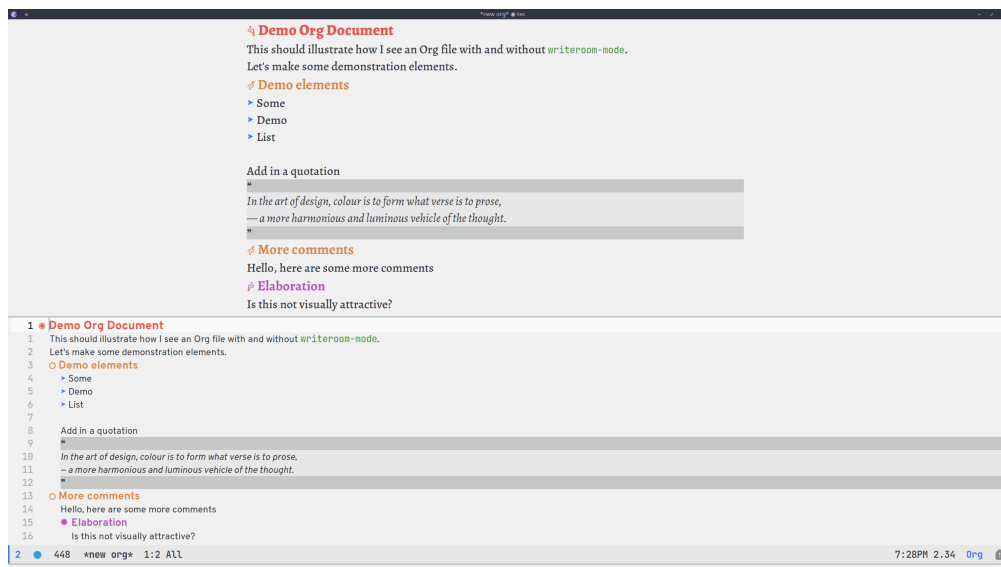 *new org* ◉ tec
Demo Org Document
This should illustrate how I see an Org file with and without writeroom-mode.
Let's make some demonstration elements.
Demo elements
➤ Some
➤ Demo
➤ List
Add in a quotation
❝
In the art of design, colour is to form what verse is to prose,
— a more harmonious and luminous vehicle of the thought.
❞
More comments
Hello, here are some more comments
Elaboration
Is this not visually attractive?
1 ◉ Demo Org Document
1 This should illustrate how I see an Org file with and without writeroom-mode.
2 Let's make some demonstration elements.
3 ○ Demo elements
4 ➤ Some
5 ➤ Demo
6 ➤ List
7
8 Add in a quotation
9 ❝
10 In the art of design, colour is to form what verse is to prose,
11 — a more harmonious and luminous vehicle of the thought.
12 ❞
13 ○ More comments
14 Hello, here are some more comments
15 ✸ Elaboration
16 Is this not visually attractive?
2 448 *new org* 1:2 All 7:28PM 2.34 Org